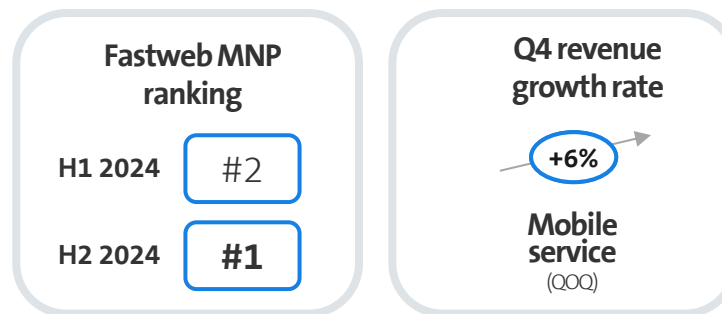 Fastweb MNP
ranking
H1 2024 #2
H2 2024 #1
Q4 revenue
growth rate
+6%
Mobile
service
(QOQ)